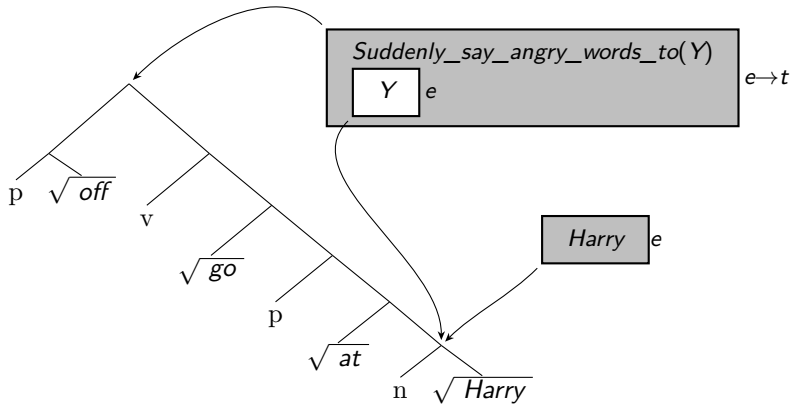 Suddenly_say_angry_words_to(Y)
Y e
e→t
p √off
v
Harry e
√go
p
√at
n √Harry